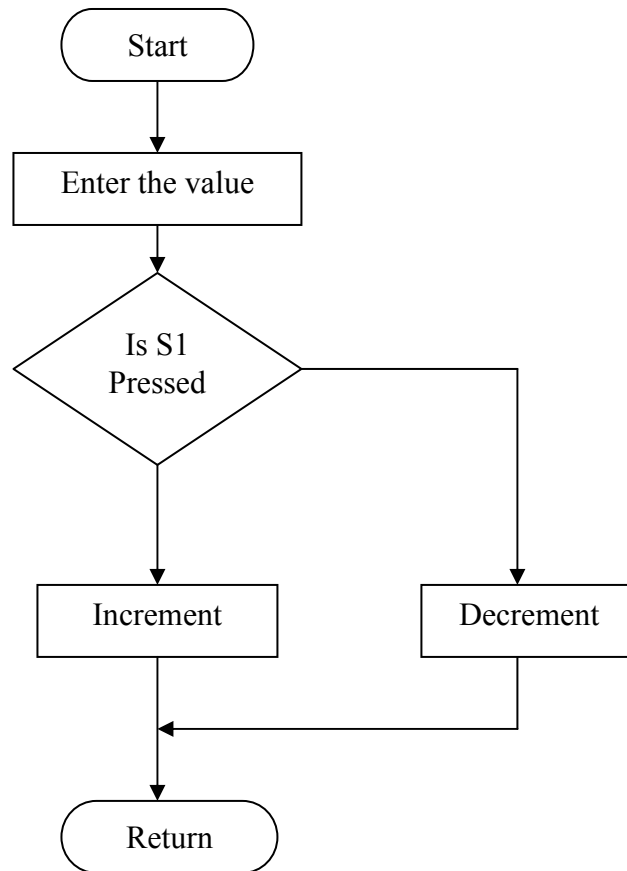 Start
Enter the value
Is S1
Pressed
Increment
Decrement
Return